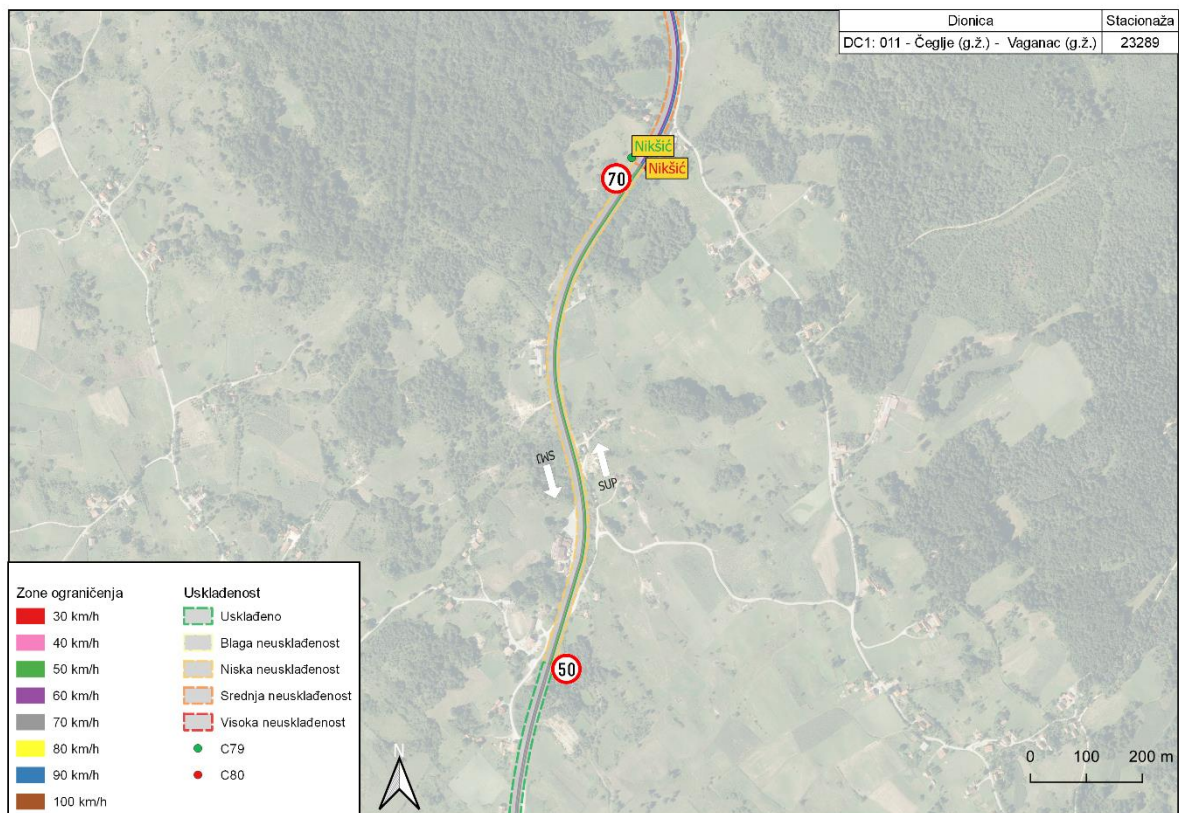 Dionica Stacionaža
DC1: 011 - Čeglje (g.ž.) - Vaganac (g.ž.) 23289
Nikšić
Nikšić
70
SMJ
SUP
50
Zone ograničenja
30 km/h
40 km/h
50 km/h
60 km/h
70 km/h
80 km/h
90 km/h
100 km/h
Usklađenost
Usklađeno
Blaga neusklađenost
Niska neusklađenost
Srednja neusklađenost
Visoka neusklađenost
C79
C80
N
0 100 200 m